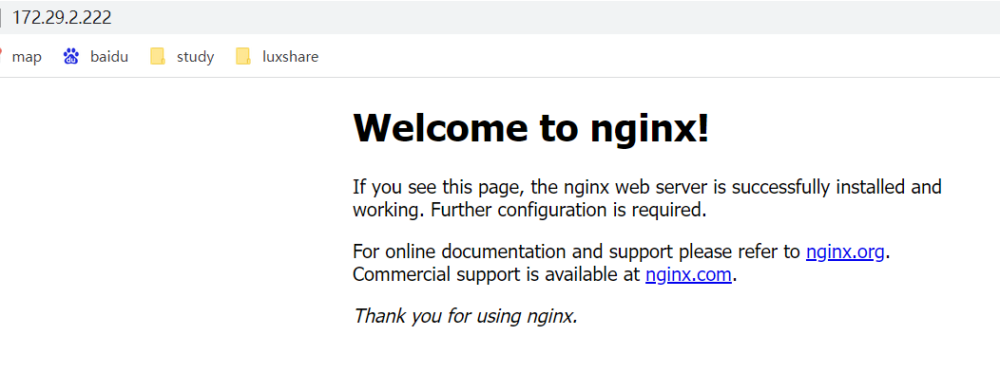 172.29.2.222
map baidu study luxshare
Welcome to nginx!
If you see this page, the nginx web server is successfully installed and
working. Further configuration is required.
For online documentation and support please refer to nginx.org.
Commercial support is available at nginx.com.
Thank you for using nginx.